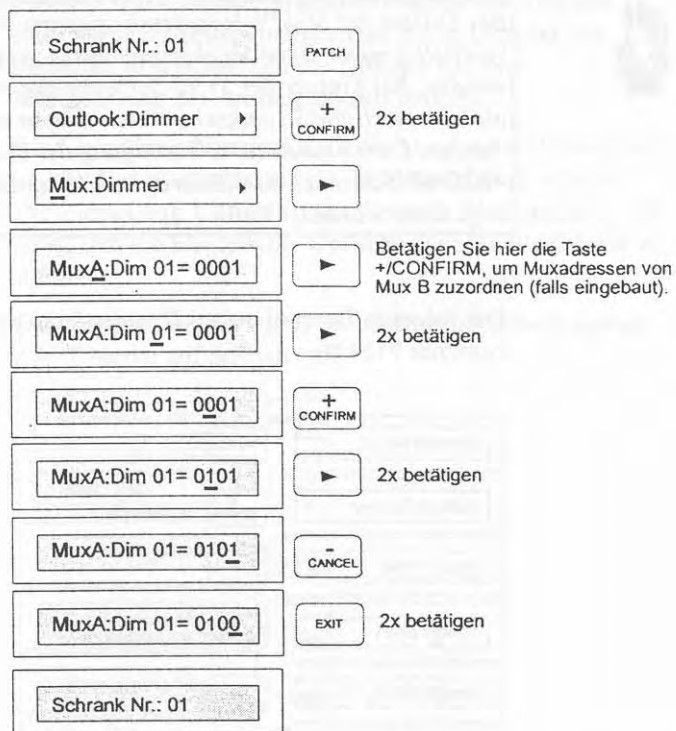 Schrank Nr.: 01
PATCH
Outlook:Dimmer
+
CONFIRM
2x betätigen
Mux:Dimmer
MuxA:Dim 01= 0001
Betätigen Sie hier die Taste
+/CONFIRM, um Muxadressen von
Mux B zuzordnen (falls eingebaut).
MuxA:Dim 01= 0001
2x betätigen
MuxA:Dim 01= 0001
+
CONFIRM
MuxA:Dim 01= 0101
2x betätigen
MuxA:Dim 01= 0101
-
CANCEL
MuxA:Dim 01= 0100
EXIT
2x betätigen
Schrank Nr.: 01